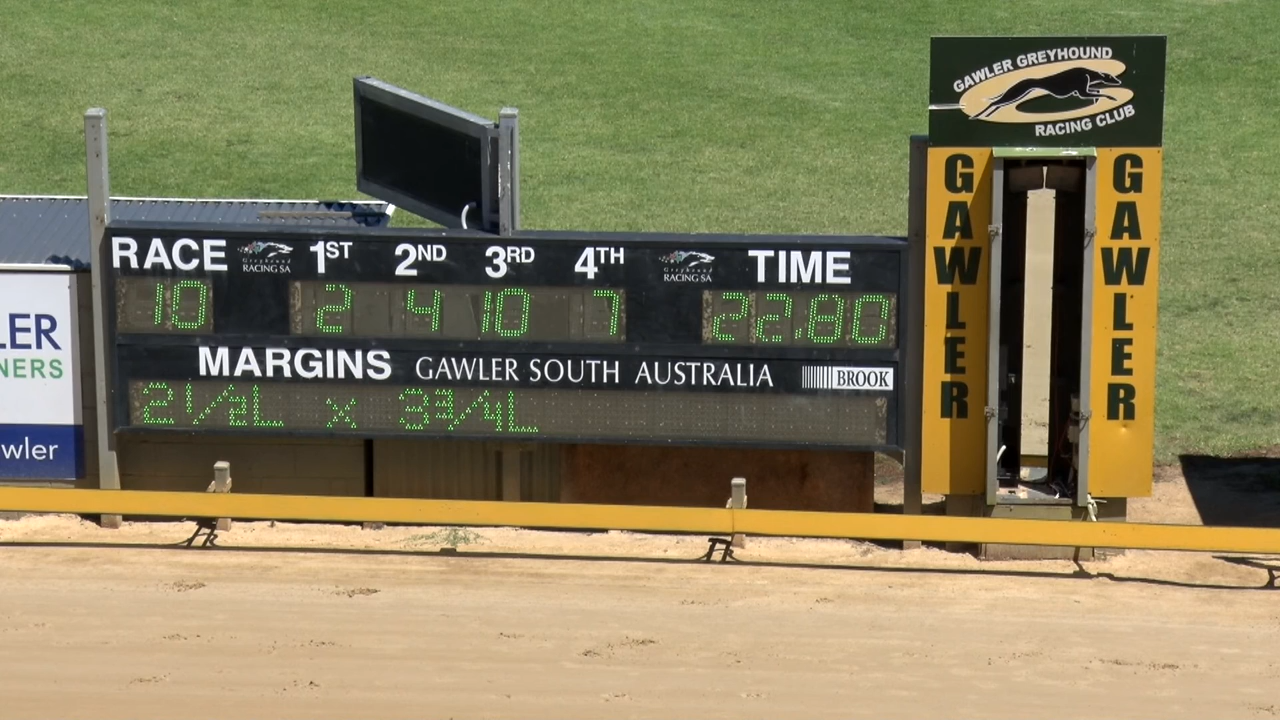 GAWLER GREYHOUND
RACING CLUB
GAWLER
GAWLER
RACE 1ST 2ND 3RD 4TH TIME
Greyhound
RACING SA
Greyhound
RACING SA
10 2 4 10 7 22.80
MARGINS GAWLER SOUTH AUSTRALIA BROOK
2 1/2L x 3 3/4L
LER
NERS
wler